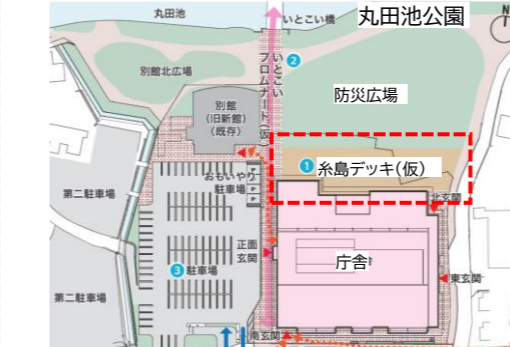 丸田池
いとこい橋
丸田池公園
N
別館北広場
2
いとこい
プロムナード(仮)
防災広場
別館
(旧新館)
(既存)
1 糸島デッキ(仮)
おもいやり
駐車場
P
P
P
北玄関
第二駐車場
正面
玄関
庁舎
3 駐車場
東玄関
第二駐車場
南玄関